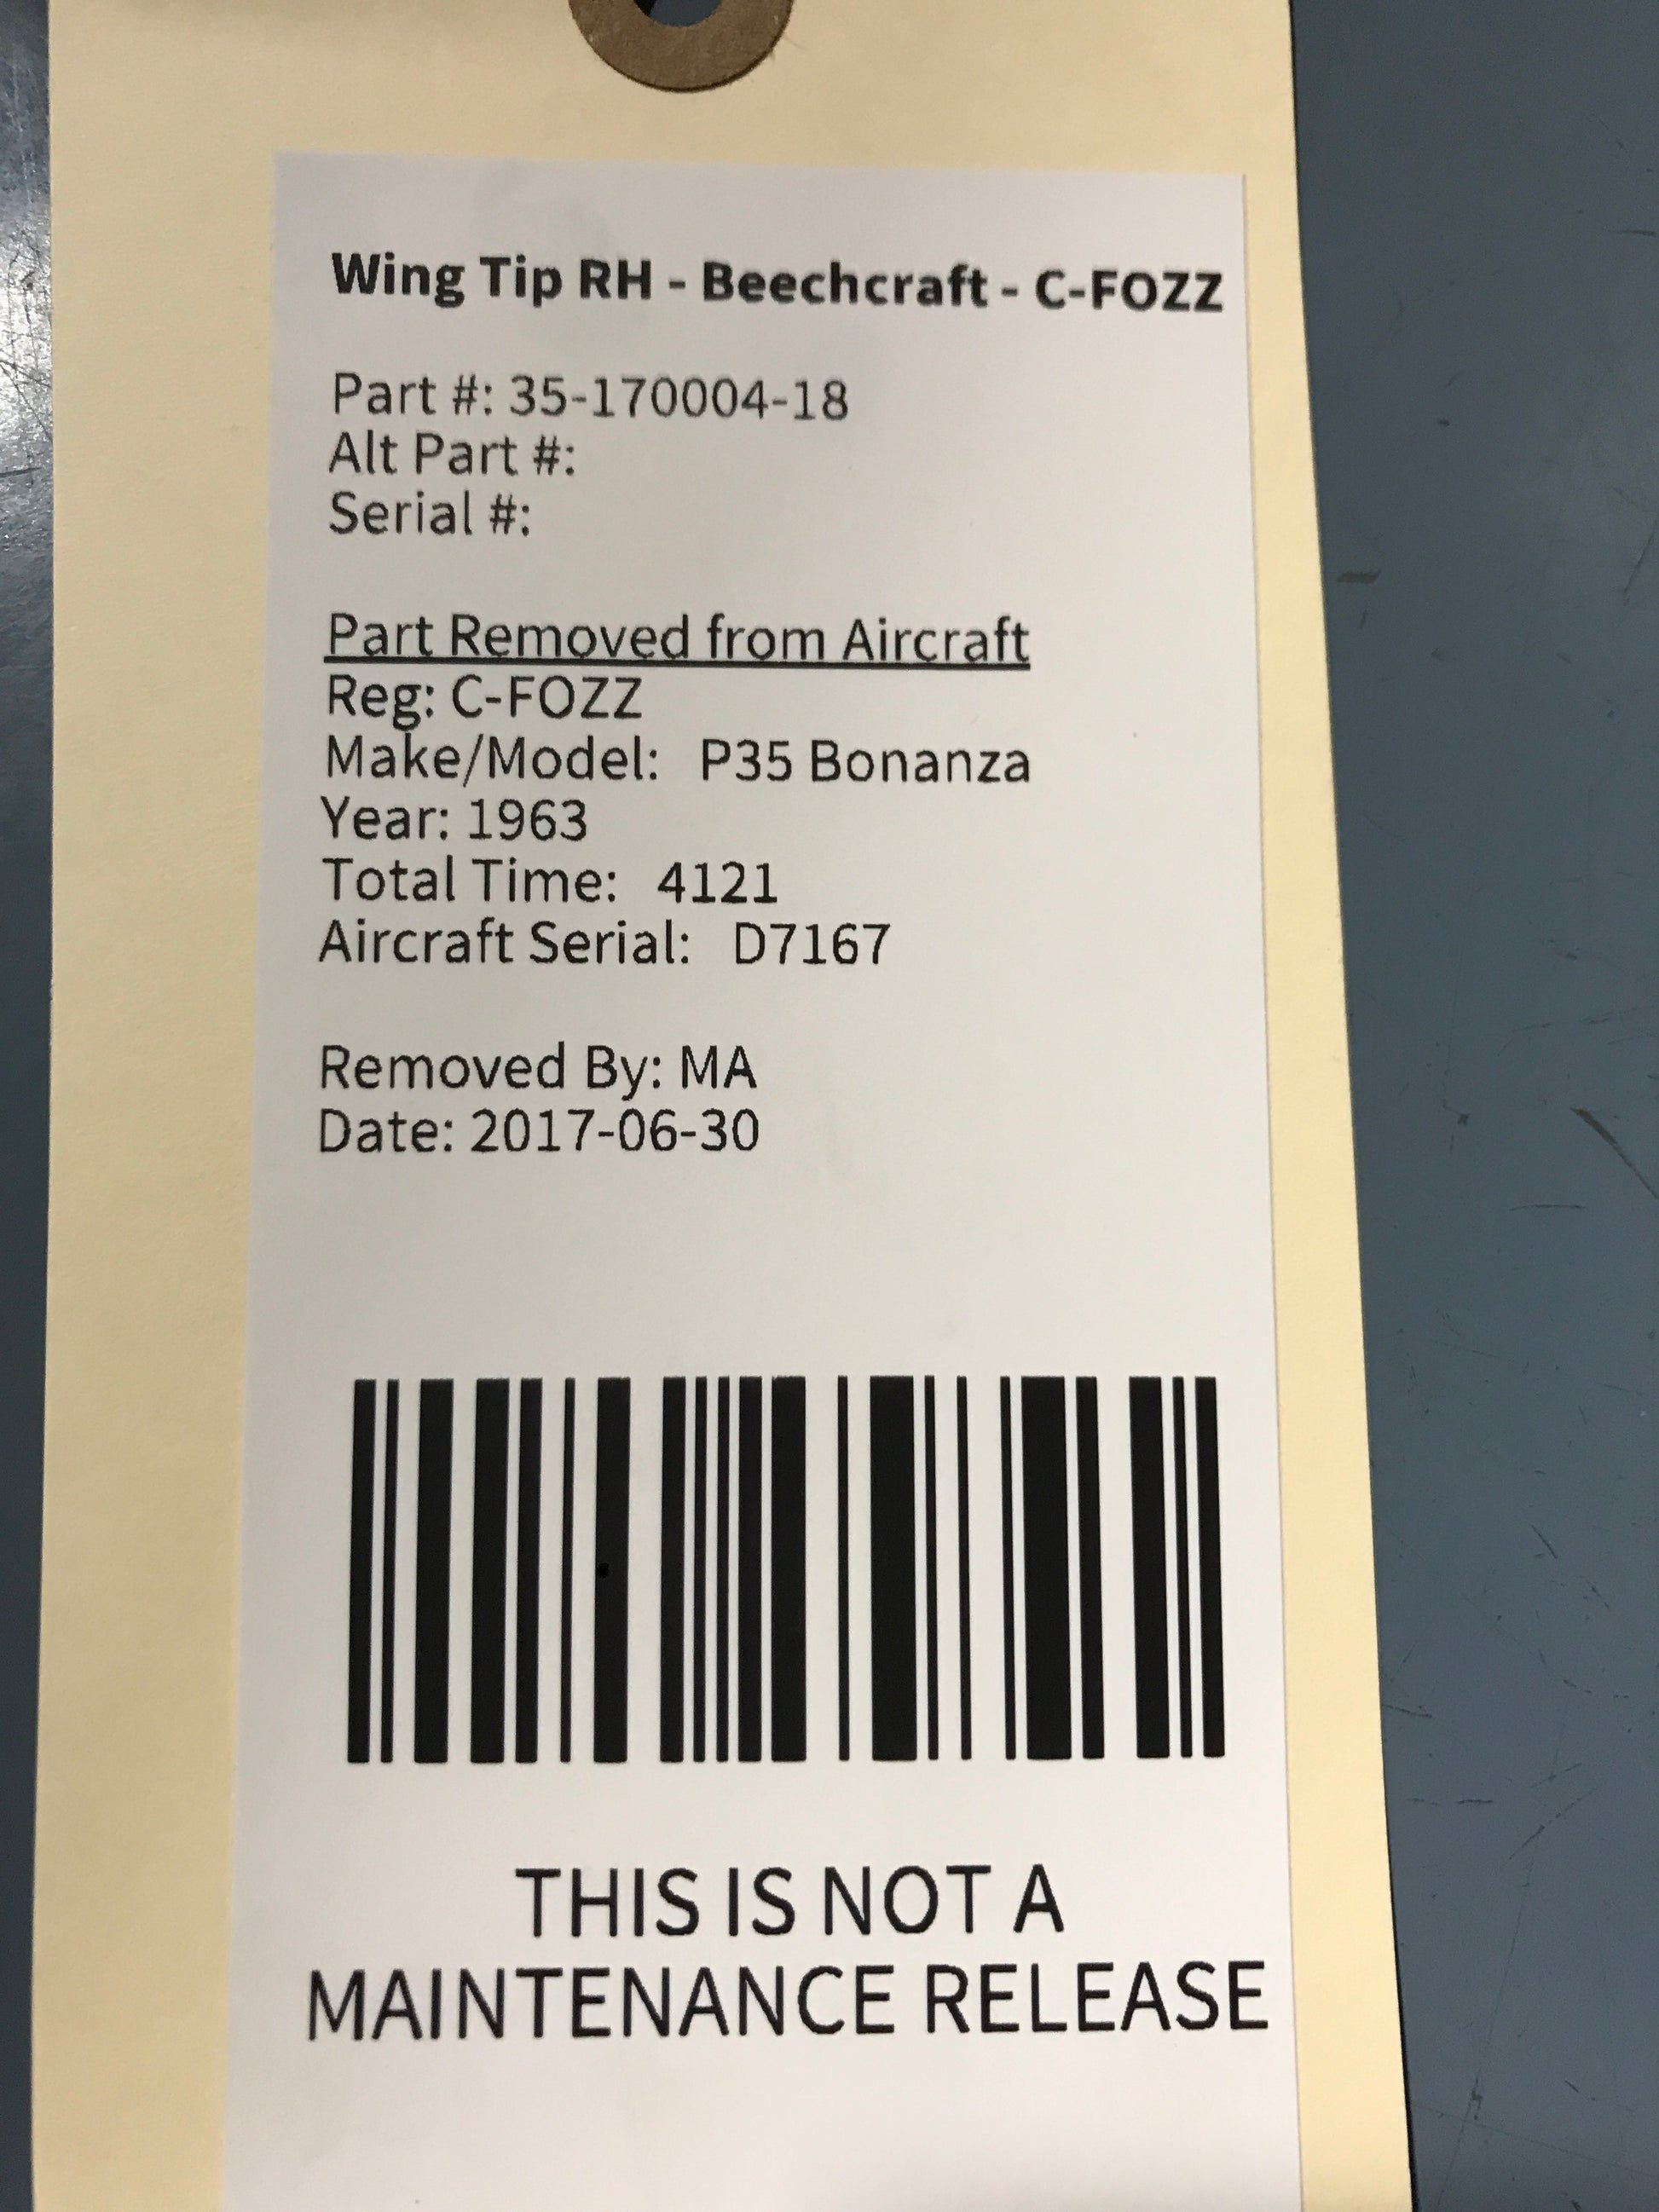 Wing Tip RH - Beechcraft - C-FOZZ
Part #: 35-170004-18
Alt Part #:
Serial #:
Part Removed from Aircraft
Reg: C-FOZZ
Make/Model: P35 Bonanza
Year: 1963
Total Time: 4121
Aircraft Serial: D7167
Removed By: MA
Date: 2017-06-30
THIS IS NOT A
MAINTENANCE RELEASE